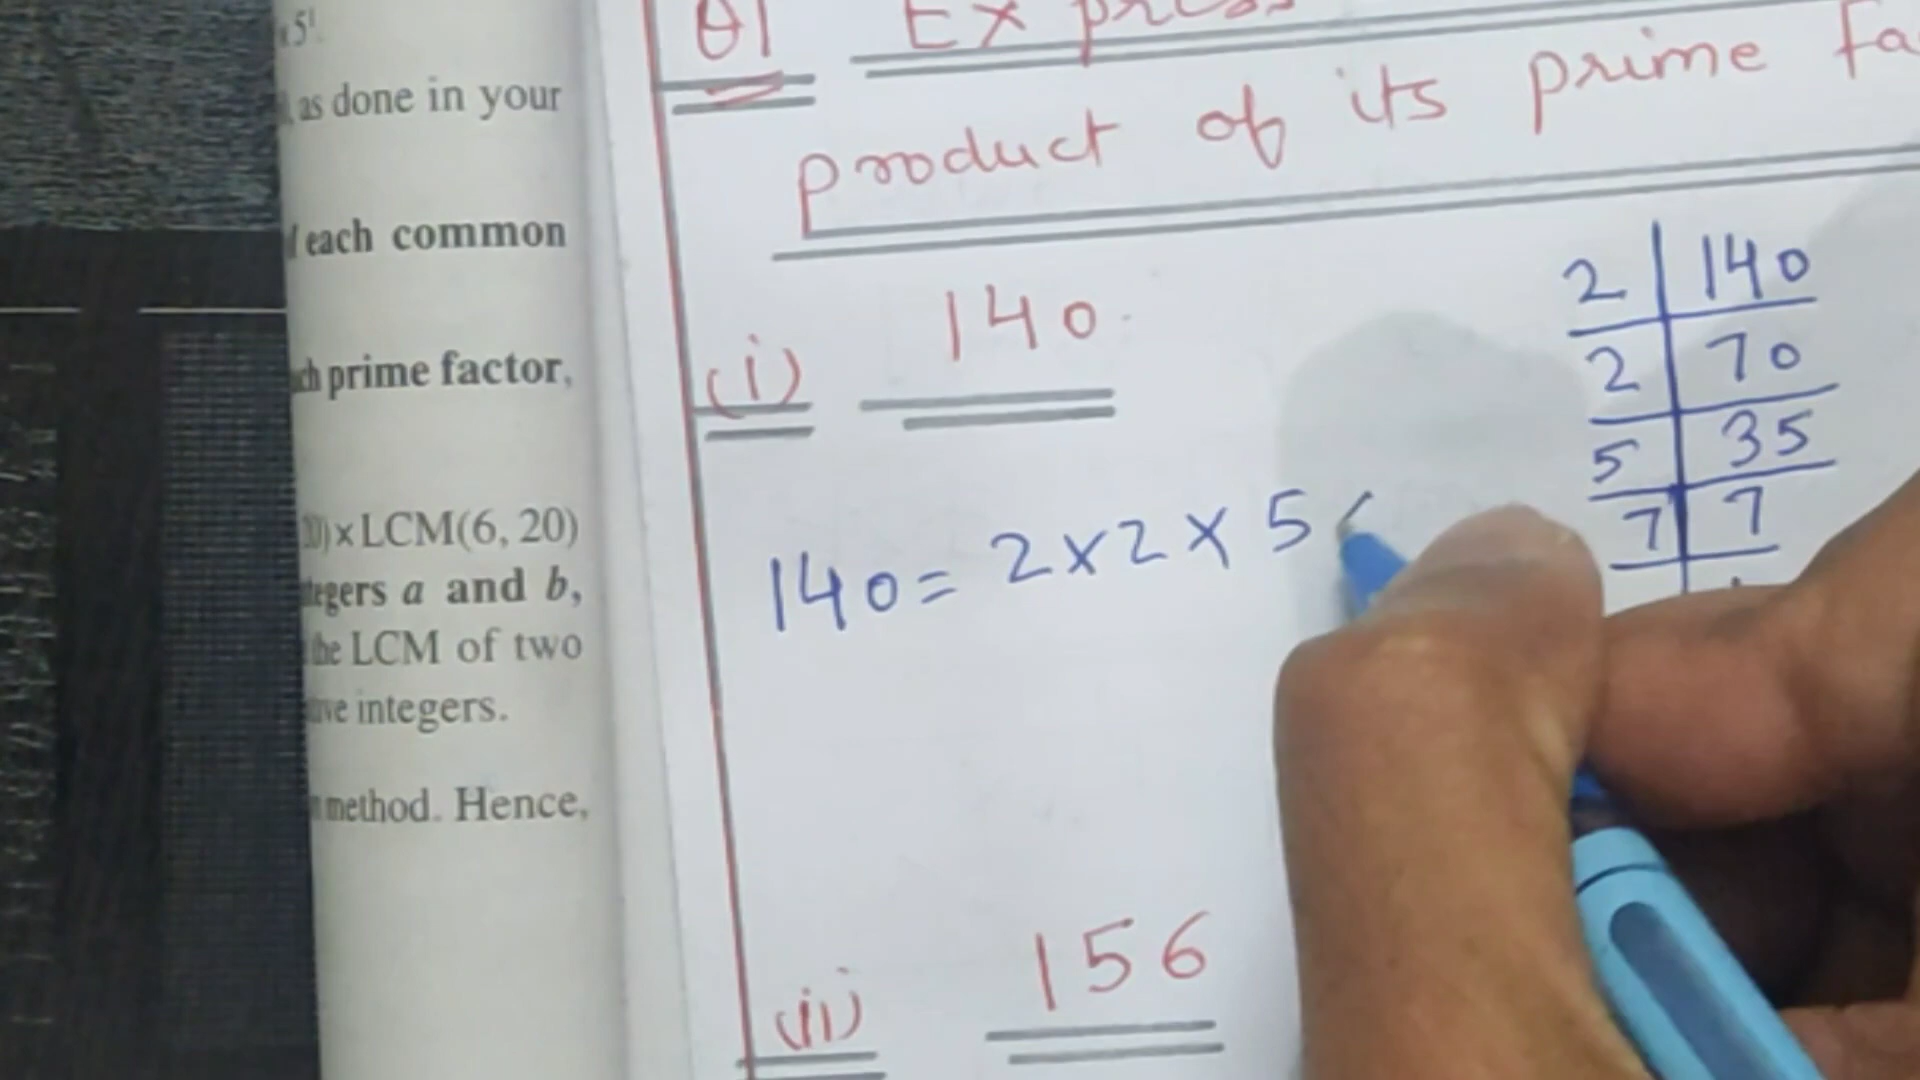 x 5¹.
as done in your
each common
prime factor,
x LCM(6, 20)
a and b,
the LCM of two
integers.
method. Hence,
Q1 Express
product of its prime
(i) 140
2 | 140
2 | 70
5 | 35
7 | 7
140 = 2 x 2 x 5
(ii) 156